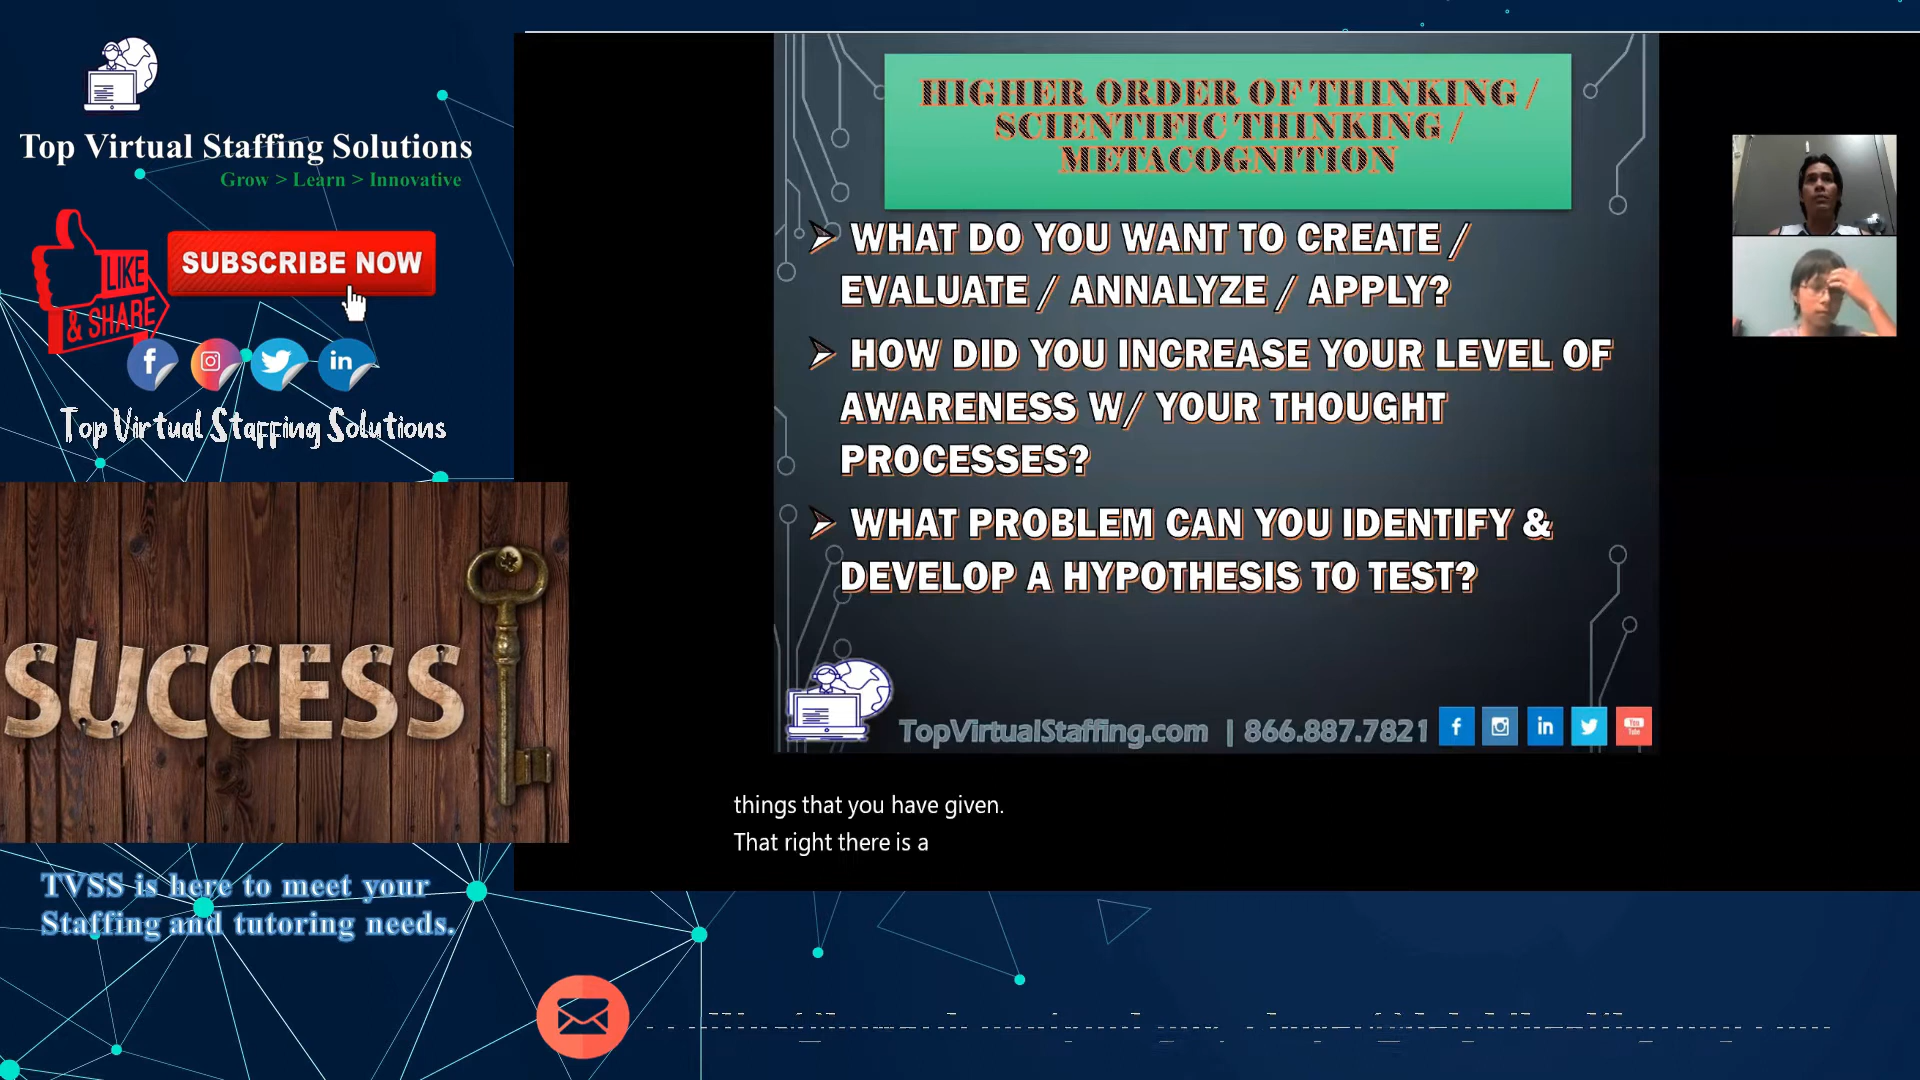 Top Virtual Staffing Solutions
Grow > Learn > Innovative
LIKE
& SHARE
SUBSCRIBE NOW
Top Virtual Staffing Solutions
SUCCESS
TVSS is here to meet your
Staffing and tutoring needs.
HIGHER ORDER OF THINKING /
SCIENTIFIC THINKING /
METACOGNITION
WHAT DO YOU WANT TO CREATE /
EVALUATE / ANNALYZE / APPLY?
HOW DID YOU INCREASE YOUR LEVEL OF
AWARENESS W/ YOUR THOUGHT
PROCESSES?
WHAT PROBLEM CAN YOU IDENTIFY &
DEVELOP A HYPOTHESIS TO TEST?
TopVirtualStaffing.com | 866.887.7821
You Tube
things that you have given.
That right there is a